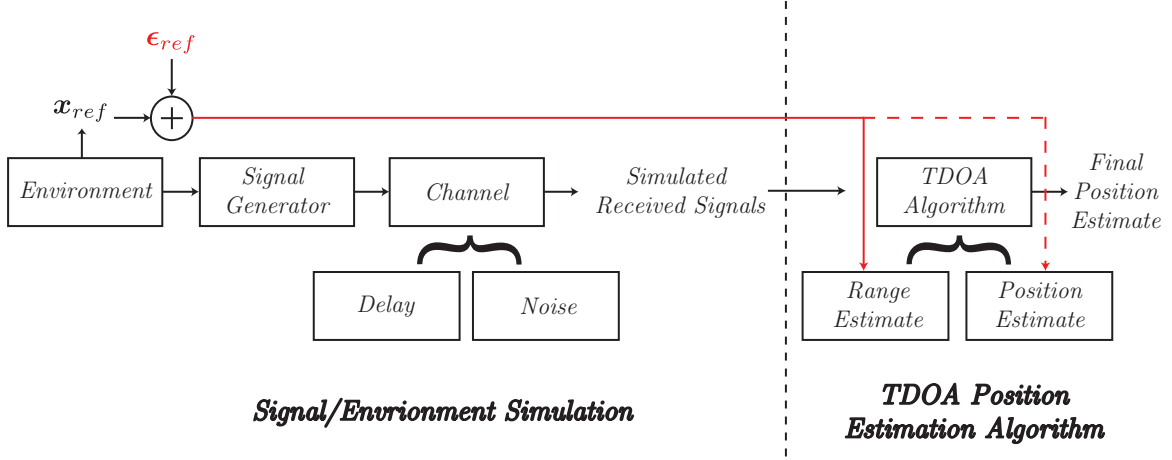 ϵ_ref
x_ref
+
Environment
Signal
Generator
Channel
Simulated
Received Signals
TDOA
Algorithm
Final
Position
Estimate
Delay
Noise
Range
Estimate
Position
Estimate
Signal/Envrionment Simulation
TDOA Position
Estimation Algorithm